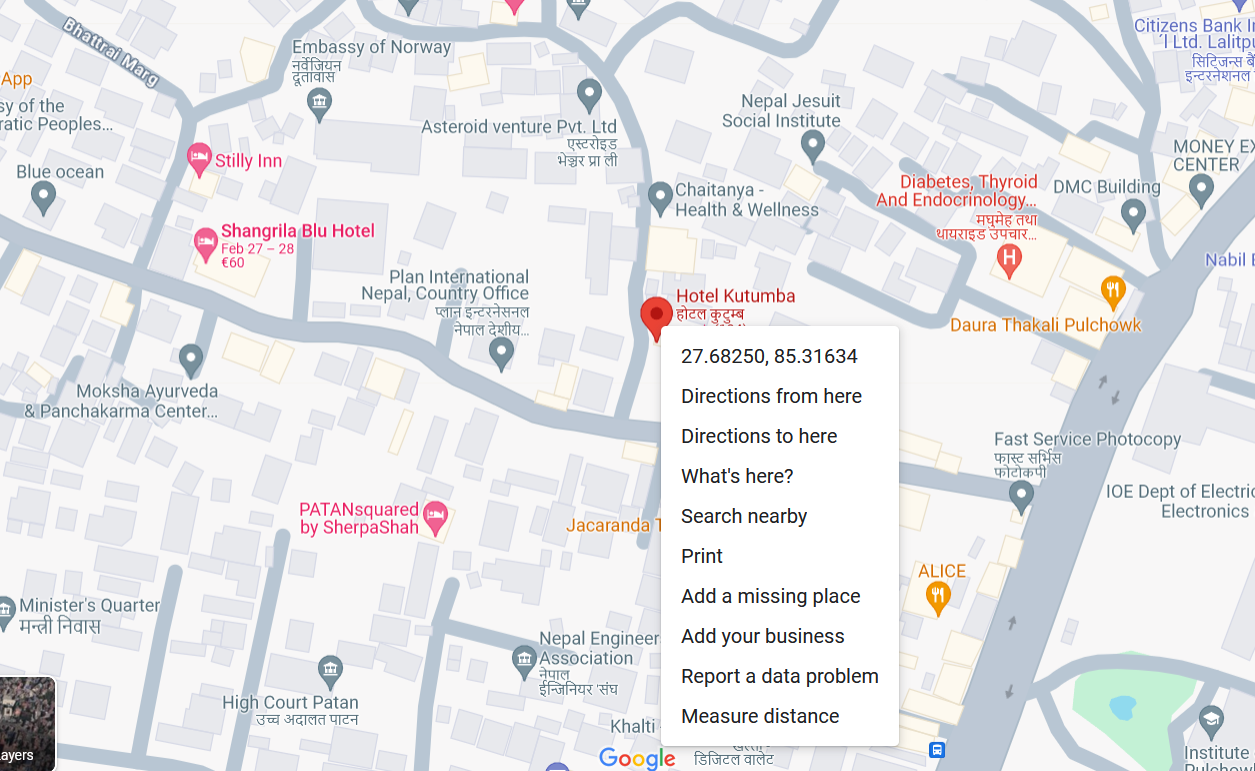 Bhattrai Marg
Embassy of Norway
नर्वेजियन
दूतावास
Citizens Bank
'l Ltd. Lalitpu
सिटिजन्स
इन्टरनेशनल
App
sy of the
ratic Peoples...
Asteroid venture Pvt. Ltd
एस्टरोइड
भेञ्चर प्रा ली
Nepal Jesuit
Social Institute
MONEY EX
CENTER
Stilly Inn
Blue ocean
Chaitanya -
Health & Wellness
Diabetes, Thyroid
And Endocrinology...
मधुमेह तथा
थायराइड उपचार...
DMC Building
Shangrila Blu Hotel
Feb 27 – 28
€60
Nabil
Plan International
Nepal, Country Office
प्लान इन्टरनेसनल
नेपाल देशीय...
Hotel Kutumba
होटल कुटुम्ब
Daura Thakali Pulchowk
27.68250, 85.31634
Directions from here
Directions to here
What's here?
Search nearby
Print
Add a missing place
Add your business
Report a data problem
Measure distance
Moksha Ayurveda
& Panchakarma Center...
Fast Service Photocopy
फास्ट सर्भिस
फोटोकपी
IOE Dept of Electric
Electronics
PATANsquared
by SherpaShah
Jacaranda
ALICE
Minister's Quarter
मन्त्री निवास
Nepal Engineer
Association
नेपाल
ईन्जिनियर संघ
High Court Patan
उच्च अदालत पाटन
Khalti
डिजिटल वालेट
Google
ayers
Institute
Pulchowk